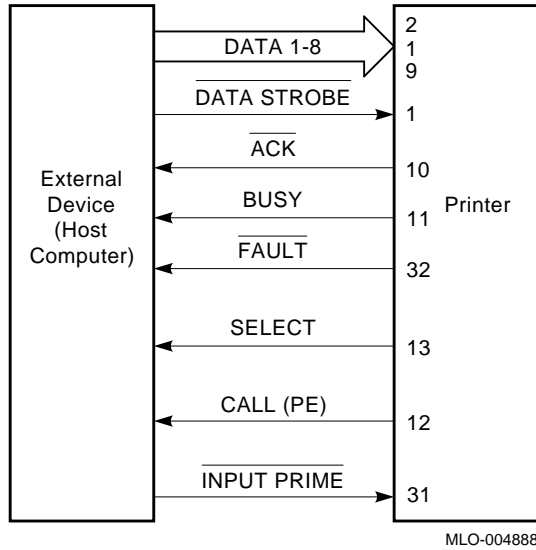 DATA 1-8
2
1
9
DATA STROBE
1
ACK
10
External
Device
(Host
Computer)
BUSY
11
Printer
FAULT
32
SELECT
13
CALL (PE)
12
INPUT PRIME
31
MLO-004888